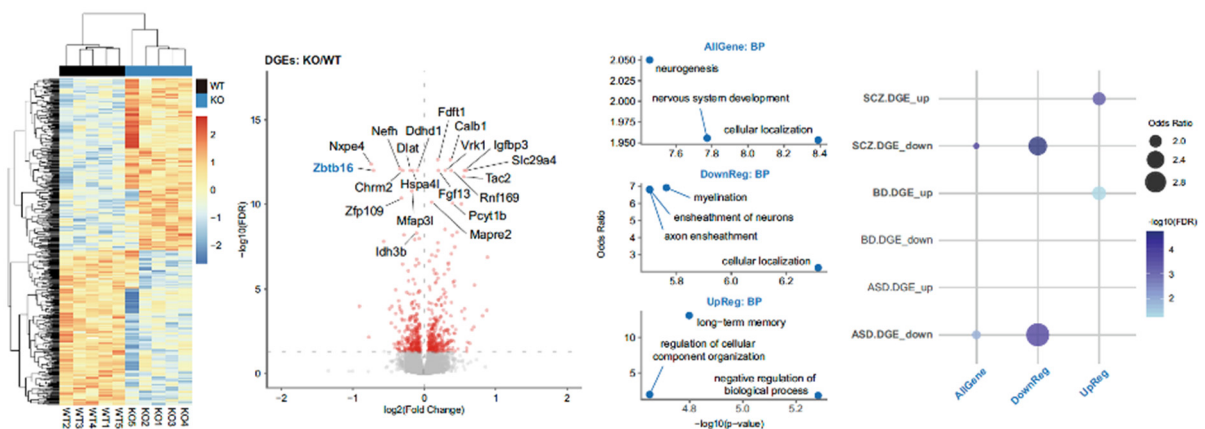 WT
KO
2
1
0
−1
−2
WT2
WT3
WT4
WT1
WT5
KO5
KO2
KO1
KO3
KO4
DGEs: KO/WT
−log10(FDR)
15
10
5
0
Fdft1
Nefh
Ddhd1
Calb1
Nxpe4
Dlat
Vrk1
Igfbp3
Zbtb16
Slc29a4
Chrm2
Hspa4l
Tac2
Fgf13
Rnf169
Zfp109
Mfap3l
Pcyt1b
Idh3b
Mapre2
−2
−1
0
1
2
log2(Fold Change)
AllGene: BP
2.050
2.025
2.000
1.975
1.950
neurogenesis
nervous system development
cellular localization
7.6
7.8
8.0
8.2
8.4
DownReg: BP
Odds Ratio
7
6
5
4
3
myelination
ensheathment of neurons
axon ensheathment
cellular localization
5.8
6.0
6.2
UpReg: BP
10
5
long-term memory
regulation of cellular
component organization
negative regulation of
biological process
4.8
5.0
5.2
−log10(p−value)
SCZ.DGE_up
SCZ.DGE_down
BD.DGE_up
BD.DGE_down
ASD.DGE_up
ASD.DGE_down
AllGene
DownReg
UpReg
Odds Ratio
2.0
2.4
2.8
-log10(FDR)
4
3
2